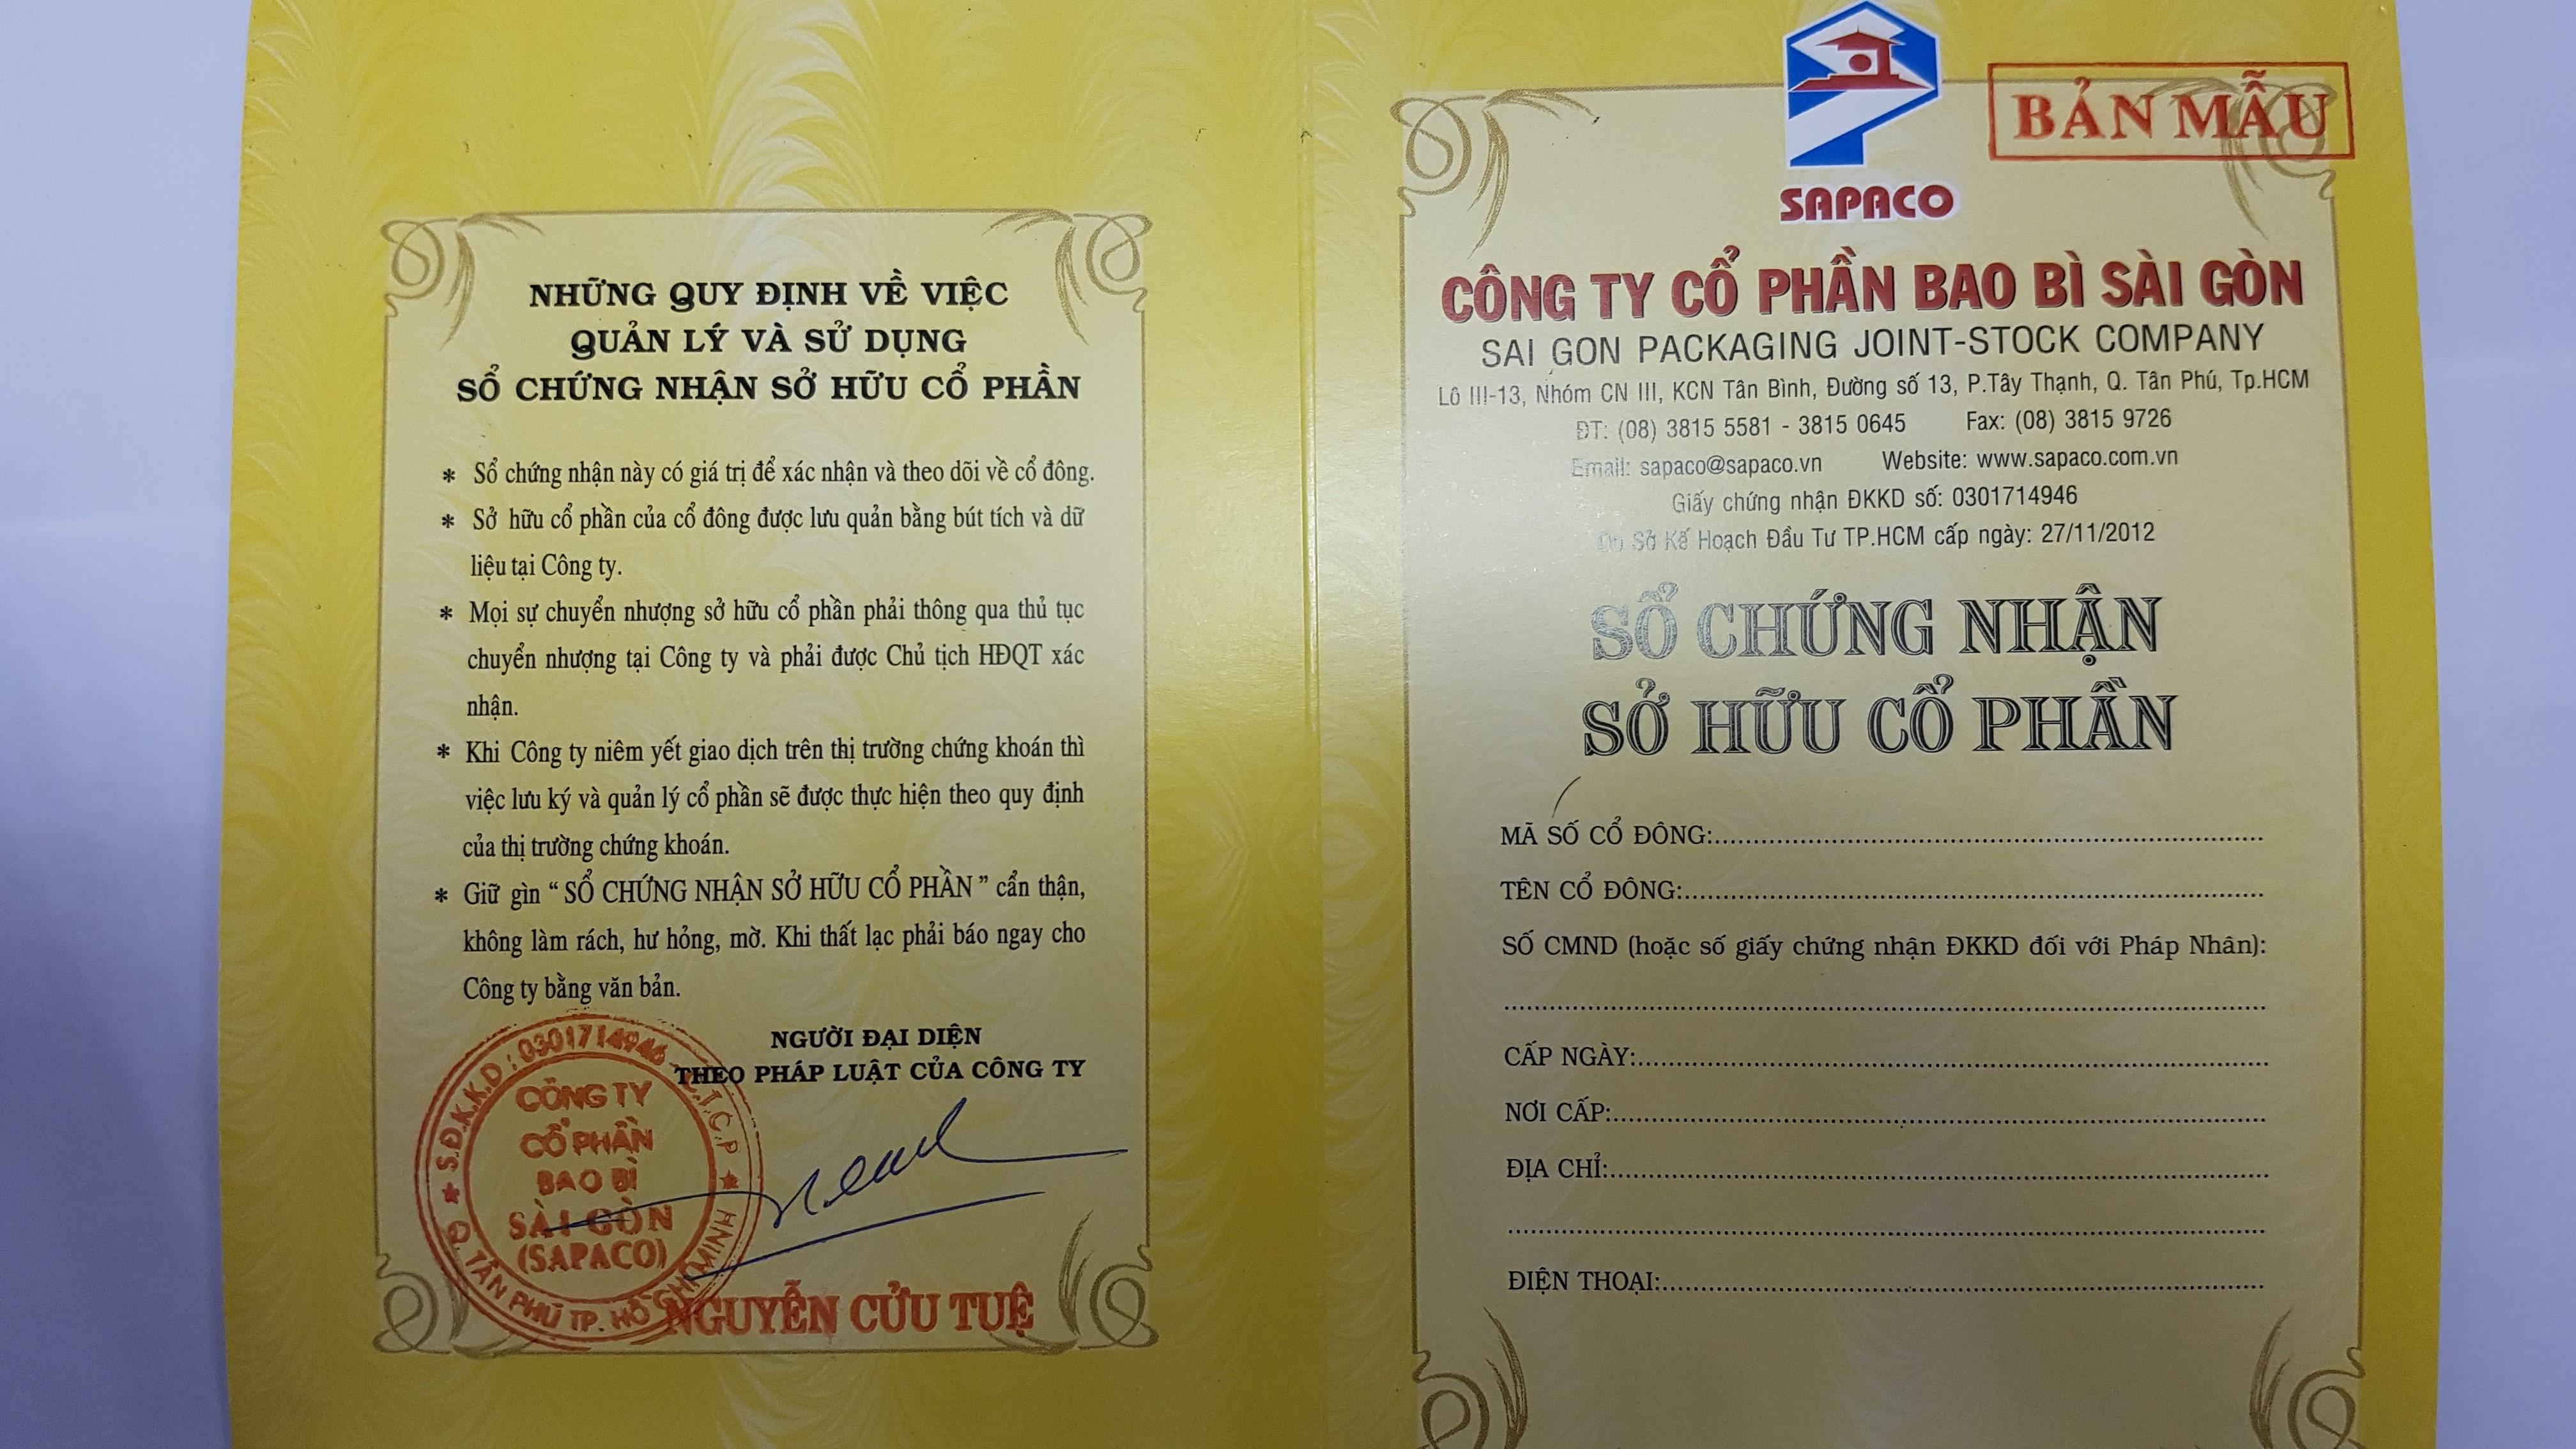 NHỮNG QUY ĐỊNH VỀ VIỆC
QUẢN LÝ VÀ SỬ DỤNG
SỔ CHỨNG NHẬN SỞ HỮU CỔ PHẦN
* Sổ chứng nhận này có giá trị để xác nhận và theo dõi về cổ đông.
* Sở hữu cổ phần của cổ đông được lưu quản bằng bút tích và dữ
liệu tại Công ty.
* Mọi sự chuyển nhượng sở hữu cổ phần phải thông qua thủ tục
chuyển nhượng tại Công ty và phải được Chủ tịch HĐQT xác
nhận.
* Khi Công ty niêm yết giao dịch trên thị trường chứng khoán thì
việc lưu ký và quản lý cổ phần sẽ được thực hiện theo quy định
của thị trường chứng khoán.
* Giữ gìn “ SỔ CHỨNG NHẬN SỞ HỮU CỔ PHẦN ” cẩn thận,
không làm rách, hư hỏng, mờ. Khi thất lạc phải báo ngay cho
Công ty bằng văn bản.
NGƯỜI ĐẠI DIỆN
THEO PHÁP LUẬT CỦA CÔNG TY
S.Đ.K.K.D : 0301714946 - C.T.C.P
CÔNG TY
CỔ PHẦN
BAO BÌ
SÀI GÒN
(SAPACO)
Q. TÂN PHÚ TP. HỒ CHÍ MINH
NGUYỄN CỬU TUỆ
BẢN MẪU
SAPACO
CÔNG TY CỔ PHẦN BAO BÌ SÀI GÒN
SAI GON PACKAGING JOINT-STOCK COMPANY
Lô III-13, Nhóm CN III, KCN Tân Bình, Đường số 13, P.Tây Thạnh, Q. Tân Phú, Tp.HCM
ĐT: (08) 3815 5581 - 3815 0645 Fax: (08) 3815 9726
Email: sapaco@sapaco.vn Website: www.sapaco.com.vn
Giấy chứng nhận ĐKKD số: 0301714946
Do Sở Kế Hoạch Đầu Tư TP.HCM cấp ngày: 27/11/2012
SỔ CHỨNG NHẬN
SỞ HỮU CỔ PHẦN
MÃ SỐ CỔ ĐÔNG:
TÊN CỔ ĐÔNG:
SỐ CMND (hoặc số giấy chứng nhận ĐKKD đối với Pháp Nhân):
CẤP NGÀY:
NƠI CẤP:
ĐỊA CHỈ:
ĐIỆN THOẠI: